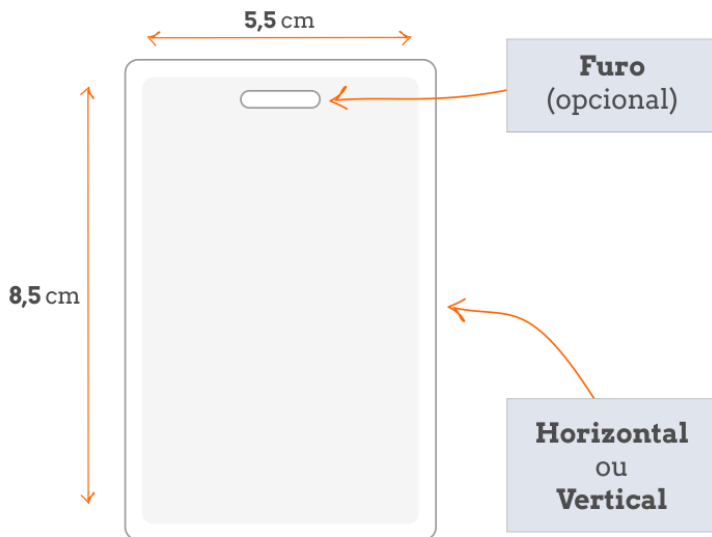 5,5 cm
Furo
(opcional)
8,5 cm
Horizontal
ou
Vertical